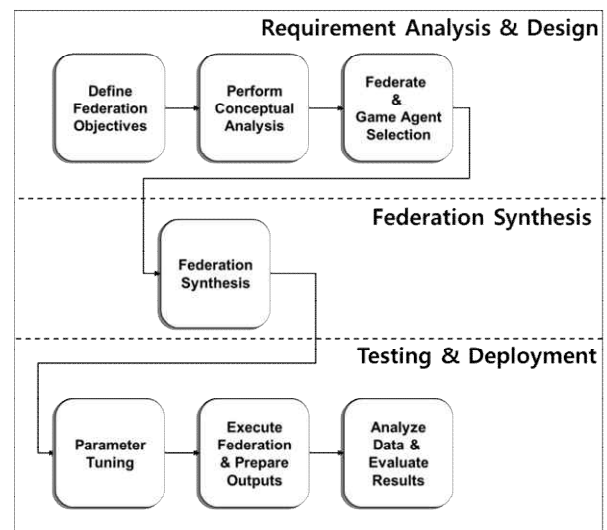 Requirement Analysis & Design
Define
Federation
Objectives
Perform
Conceptual
Analysis
Federate
&
Game Agent
Selection
Federation Synthesis
Federation
Synthesis
Testing & Deployment
Parameter
Tuning
Execute
Federation
& Prepare
Outputs
Analyze
Data &
Evaluate
Results